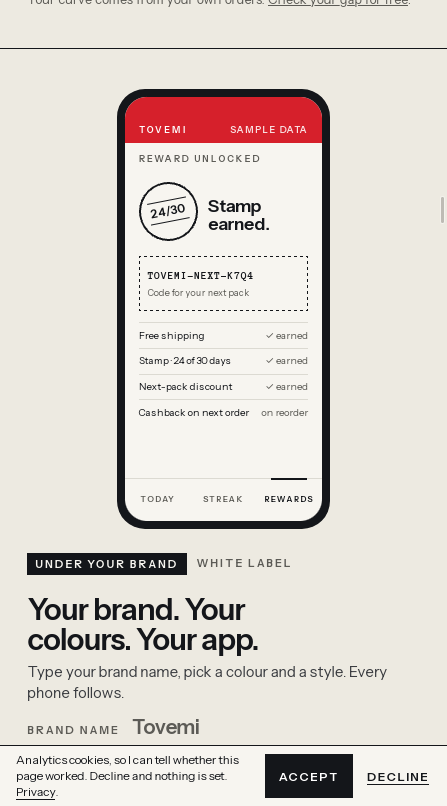 Your curve comes from your own orders. Check your gap for free.
TOVEMI SAMPLE DATA
REWARD UNLOCKED
24/30
Stamp
earned.
TOVEMI–NEXT–K7Q4
Code for your next pack
Free shipping ✓ earned
Stamp · 24 of 30 days ✓ earned
Next-pack discount ✓ earned
Cashback on next order on reorder
TODAY STREAK REWARDS
UNDER YOUR BRAND WHITE LABEL
Your brand. Your
colours. Your app.
Type your brand name, pick a colour and a style. Every
phone follows.
BRAND NAME Tovemi
Analytics cookies, so I can tell whether this
page worked. Decline and nothing is set.
Privacy.
ACCEPT DECLINE